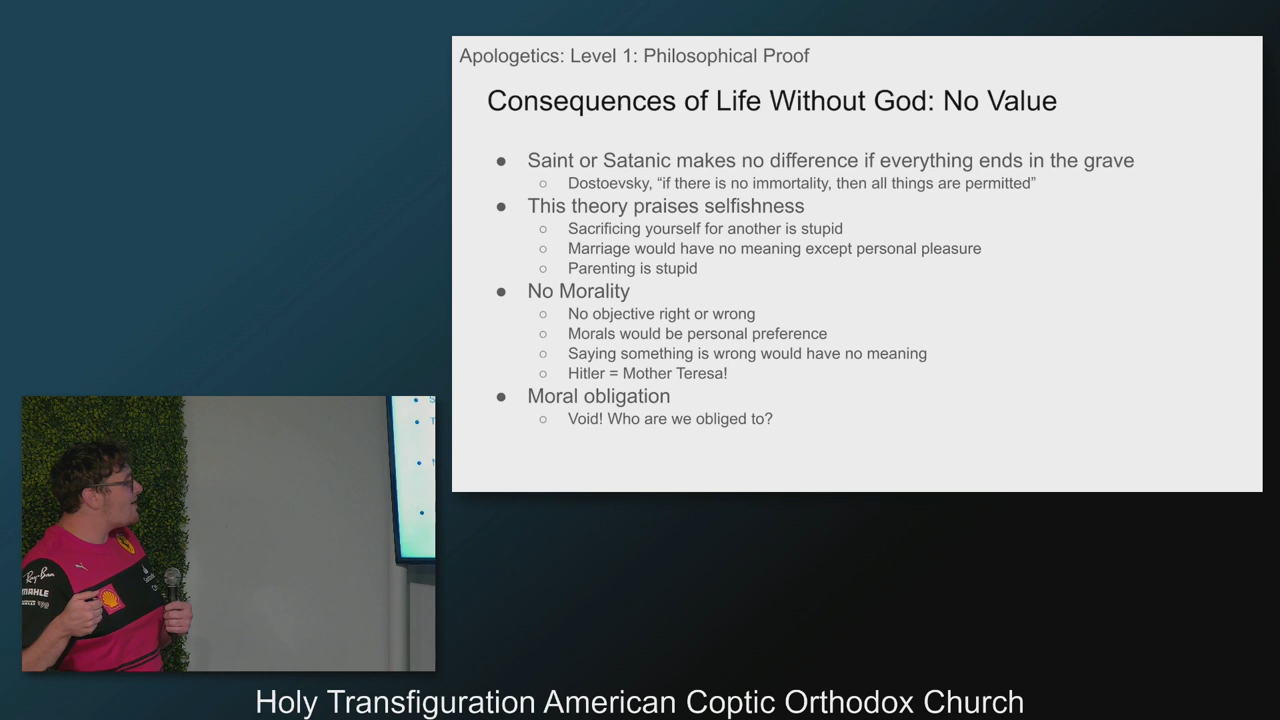 Apologetics: Level 1: Philosophical Proof
Consequences of Life Without God: No Value
● Saint or Satanic makes no difference if everything ends in the grave
○ Dostoevsky, “if there is no immortality, then all things are permitted”
● This theory praises selfishness
○ Sacrificing yourself for another is stupid
○ Marriage would have no meaning except personal pleasure
○ Parenting is stupid
● No Morality
○ No objective right or wrong
○ Morals would be personal preference
○ Saying something is wrong would have no meaning
○ Hitler = Mother Teresa!
● Moral obligation
○ Void! Who are we obliged to?
Ray-Ban
MAHLE
Holy Transfiguration American Coptic Orthodox Church